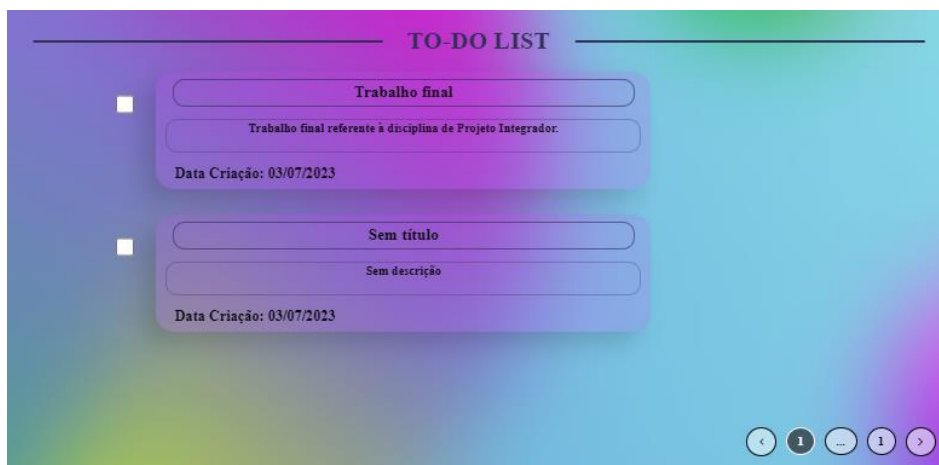 TO-DO LIST
Trabalho final
Trabalho final referente à disciplina de Projeto Integrador.
Data Criação: 03/07/2023
Sem título
Sem descrição
Data Criação: 03/07/2023
‹ 1 ... 1 ›